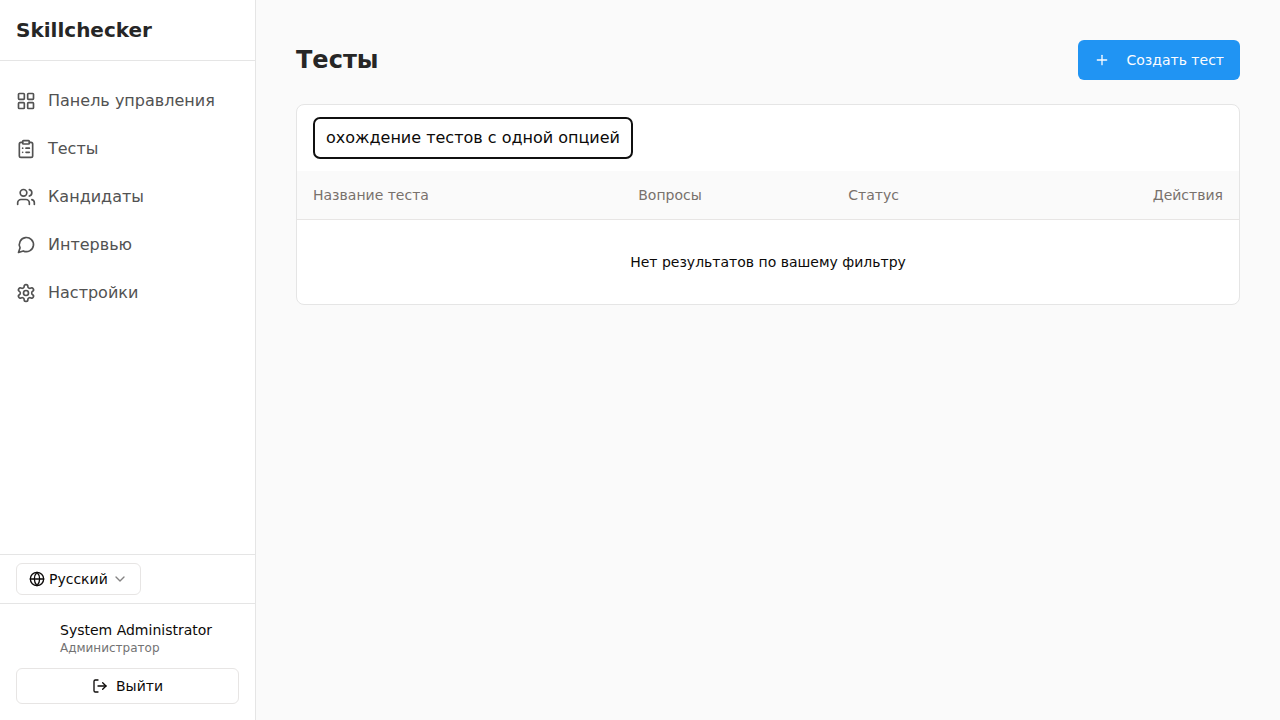 Skillchecker
Панель управления
Тесты
Кандидаты
Интервью
Настройки
Русский
System Administrator
Администратор
Выйти
Тесты
Создать тест
охождение тестов с одной опцией
Название теста Вопросы Статус Действия
Нет результатов по вашему фильтру